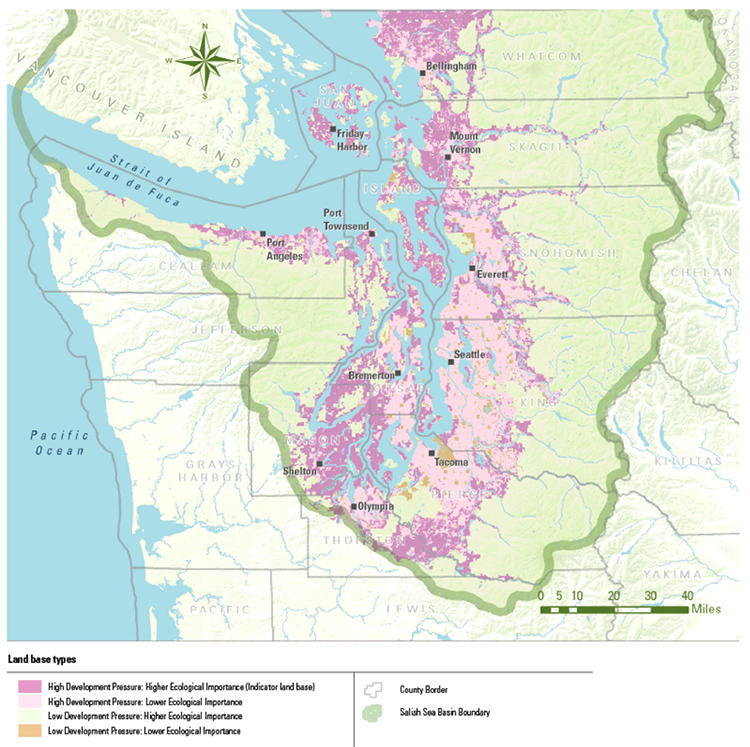 N
W E
S
VANCOUVER ISLAND
WHATCOM
OKANOGAN
Bellingham
SAN
JUAN
Friday
Harbor
Mount
Vernon
SKAGIT
Strait of
Juan de Fuca
ISLAND
Port
Townsend
Port
Angeles
CLALLAM
SNOHOMISH
Everett
CHELAN
JEFFERSON
Seattle
Bremerton
KITSAP
KING
Pacific
Ocean
MASON
GRAYS
HARBOR
Shelton
Tacoma
KITTITAS
PIERCE
Olympia
THURSTON
YAKIMA
PACIFIC
LEWIS
0 5 10 20 30 40
Miles
Land base types
High Development Pressure: Higher Ecological Importance (Indicator land base)
High Development Pressure: Lower Ecological Importance
Low Development Pressure: Higher Ecological Importance
Low Development Pressure: Lower Ecological Importance
County Border
Salish Sea Basin Boundary